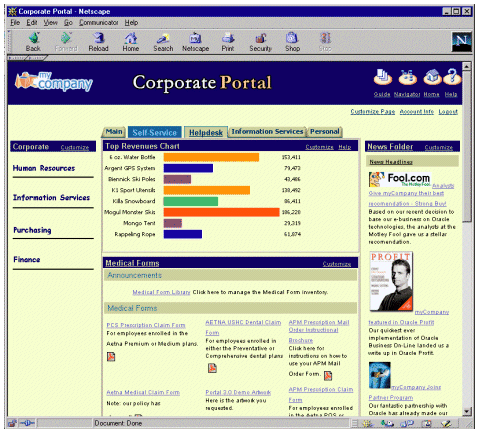 Corporate Portal - Netscape
File Edit View Go Communicator Help
Back Forward Reload Home Search Netscape Print Security Shop Stop
N
my company
Corporate Portal
Guide Navigator Home Help
Customize Page Account Info Logout
Main Self Service Helpdesk Information Services Personal
Corporate Customize
Human Resources
Information Services
Purchasing
Finance
Top Revenues Chart Customize Help
6 oz. Water Bottle 153,411
Argent GPS System 79,473
Blennick Ski Poles 43,486
K1 Sport Utensils 138,492
Killa Snowboard 86,411
Mogul Monster Skis 186,220
Mongo Tent 29,319
Rappeling Rope 61,874
Medical Forms Customize
Announcements
Medical Form Library Click here to manage the Medical Form inventory.
Medical Forms
PCS Prescription Claim
Form
For employees enrolled in the
Aetna Premium or Medium plans.
AETNA USHC Dental Claim
Form
For employees enrolled in
either the Preventative or
Comprehensive dental plans
APM Prescription Mail
Order Instructional
Brochure
Click here for
instructions on how to
use your APM Mail
Order Form.
Aetna Medical Claim Form
Note: our policy has
Portal 3.0 Demo Artwork
Here is the artwork you
requested.
APM Prescription Claim
Form
For employees enrolled
in the Aetna POS or
News Folder Customize
News Headlines
Fool.com
The Motley Fool
Analysts
Give myCompany their best
recomendation - Strong Buy!
Based on our recent decision to
bare our e-business on Oracle
technologies, the analysts at the
Motley Fool gave us a stellar
recomendation.
PROFIT
myCompany
featured in Oracle Profit
Our quickest ever
implementation of Oracle
Business On-Line landed us a
write up in Oracle Profit.
myCompany Joins
Partner Program
Our fantastic partnership with
Oracle has already made our
Document: Done